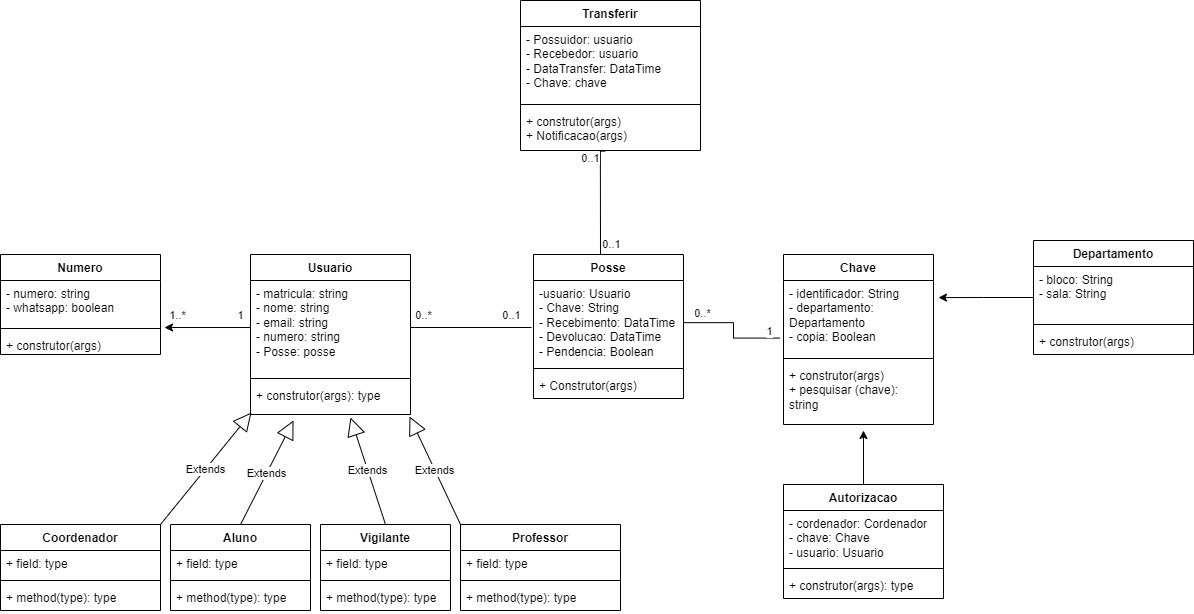 Transferir
- Possuidor: usuario
- Recebedor: usuario
- DataTransfer: DataTime
- Chave: chave
+ construtor(args)
+ Notificacao(args)
0..1
0..1
Numero
- numero: string
- whatsapp: boolean
+ construtor(args)
1..*
1
Usuario
- matricula: string
- nome: string
- email: string
- numero: string
- Posse: posse
+ construtor(args): type
0..*
0..1
Posse
-usuario: Usuario
- Chave: String
- Recebimento: DataTime
- Devolucao: DataTime
- Pendencia: Boolean
+ Construtor(args)
0..*
1
Chave
- identificador: String
- departamento:
Departamento
- copia: Boolean
+ construtor(args)
+ pesquisar (chave):
string
Departamento
- bloco: String
- sala: String
+ construtor(args)
Extends
Extends
Extends
Extends
Coordenador
+ field: type
+ method(type): type
Aluno
+ field: type
+ method(type): type
Vigilante
+ field: type
+ method(type): type
Professor
+ field: type
+ method(type): type
Autorizacao
- cordenador: Cordenador
- chave: Chave
- usuario: Usuario
+ construtor(args): type